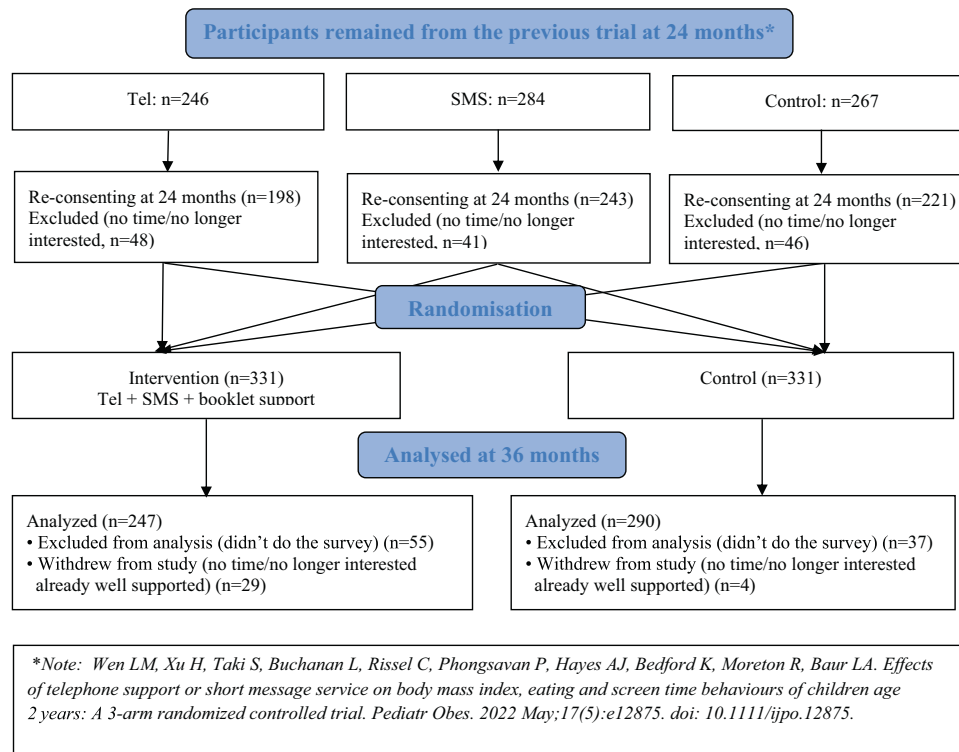 Participants remained from the previous trial at 24 months*
Tel: n=246
SMS: n=284
Control: n=267
Re-consenting at 24 months (n=198)
Excluded (no time/no longer
interested, n=48)
Re-consenting at 24 months (n=243)
Excluded (no time/no longer
interested, n=41)
Re-consenting at 24 months (n=221)
Excluded (no time/no longer
interested, n=46)
Randomisation
Intervention (n=331)
Tel + SMS + booklet support
Control (n=331)
Analysed at 36 months
Analyzed (n=247)
• Excluded from analysis (didn’t do the survey) (n=55)
• Withdrew from study (no time/no longer interested
already well supported) (n=29)
Analyzed (n=290)
• Excluded from analysis (didn’t do the survey) (n=37)
• Withdrew from study (no time/no longer interested
already well supported) (n=4)
*Note: Wen LM, Xu H, Taki S, Buchanan L, Rissel C, Phongsavan P, Hayes AJ, Bedford K, Moreton R, Baur LA. Effects
of telephone support or short message service on body mass index, eating and screen time behaviours of children age
2 years: A 3-arm randomized controlled trial. Pediatr Obes. 2022 May;17(5):e12875. doi: 10.1111/ijpo.12875.